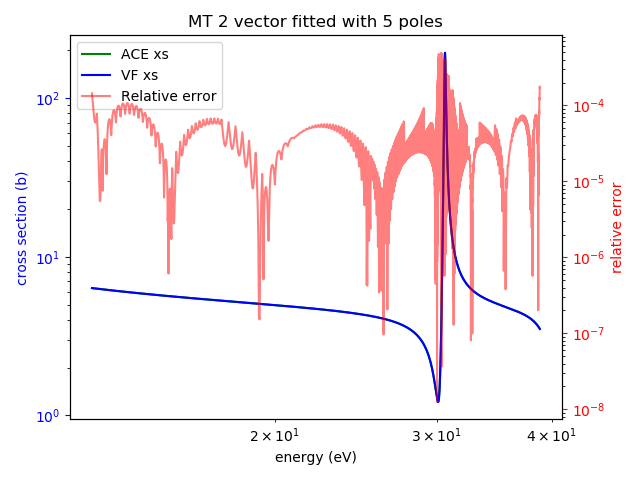 MT 2 vector fitted with 5 poles
ACE xs
VF xs
Relative error
10²
10¹
10⁰
cross section (b)
10⁻⁴
10⁻⁵
10⁻⁶
10⁻⁷
10⁻⁸
relative error
2 × 10¹
3 × 10¹
4 × 10¹
energy (eV)